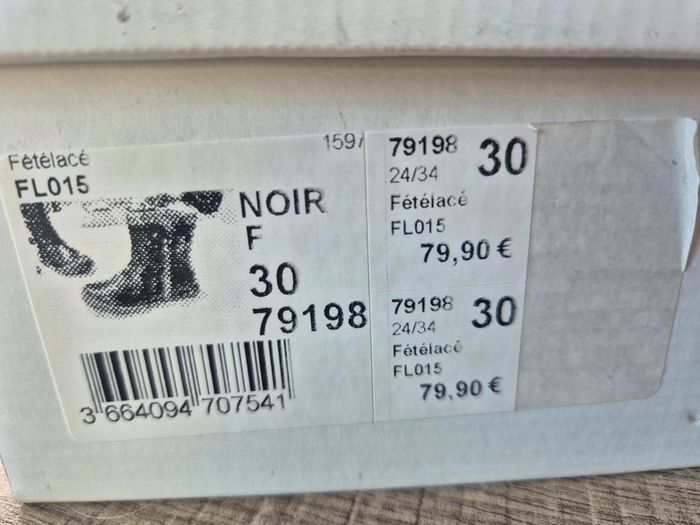 Fételacé
FL015
NOIR
F
30
79198
3 664094 707541
79198 30
24/34
Fételacé
FL015
79,90 €
79198 30
24/34
Fételacé
FL015
79,90 €